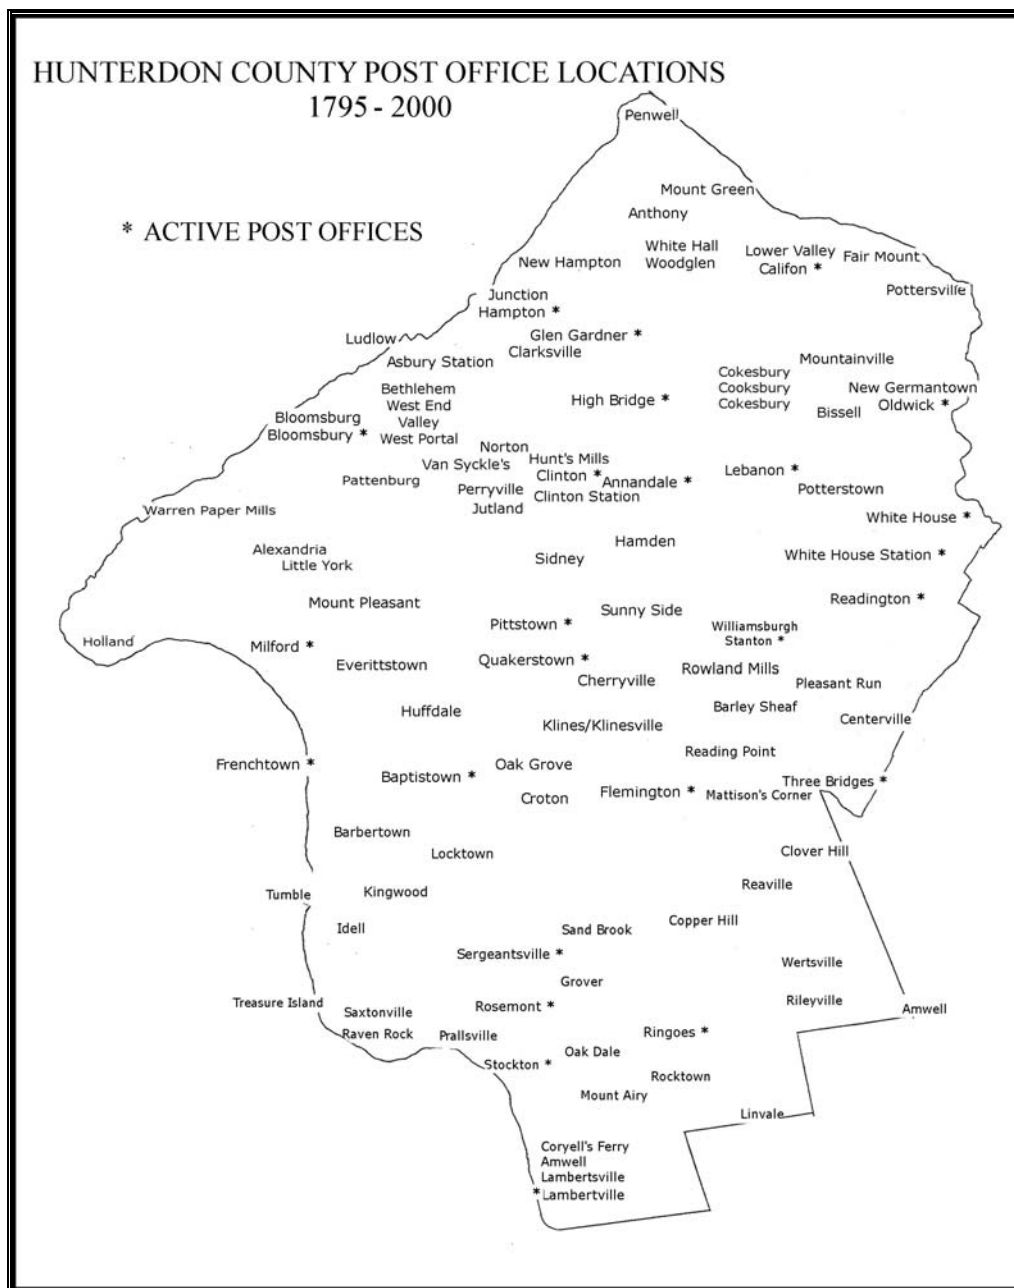 HUNTERDON COUNTY POST OFFICE LOCATIONS
1795 - 2000
Penwell
Mount Green
* ACTIVE POST OFFICES
Anthony
White Hall
Woodglen
Lower Valley
Califon *
Fair Mount
New Hampton
Pottersville
Junction
Hampton *
Glen Gardner *
Clarksville
Ludlow
Asbury Station
Mountainville
Cokesbury
Cooksbury
Cokesbury
New Germantown
Oldwick *
Bissell
Bethlehem
West End
Valley
West Portal
High Bridge *
Bloomsburg
Bloomsbury *
Norton
Van Syckle's
Hunt's Mills
Clinton *
Annandale *
Clinton Station
Lebanon *
Potterstown
Pattenburg
Perryville
Jutland
Warren Paper Mills
White House *
Alexandria
Little York
Sidney
Hamden
White House Station *
Mount Pleasant
Sunny Side
Readington *
Pittstown *
Williamsburgh
Stanton *
Holland
Milford *
Everittstown
Quakerstown *
Cherryville
Rowland Mills
Pleasant Run
Huffdale
Klines/Klinesville
Barley Sheaf
Centerville
Reading Point
Frenchtown *
Baptistown *
Oak Grove
Croton
Flemington *
Mattison's Corner
Three Bridges *
Barbertown
Locktown
Clover Hill
Tumble
Kingwood
Reaville
Idell
Sand Brook
Copper Hill
Sergeantsville *
Wertsville
Grover
Treasure Island
Saxtonville
Rosemont *
Rileyville
Amwell
Raven Rock
Prallsville
Ringoes *
Stockton *
Oak Dale
Rocktown
Mount Airy
Linvale
Coryell's Ferry
Amwell
Lambertsville
* Lambertville